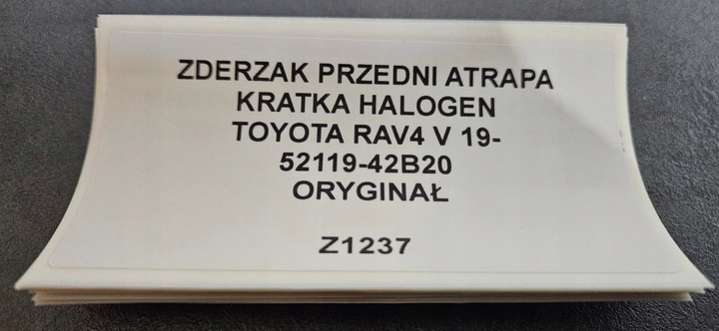 ZDERZAK PRZEDNI ATRAPA
KRATKA HALOGEN
TOYOTA RAV4 V 19-
52119-42B20
ORYGINAŁ
Z1237